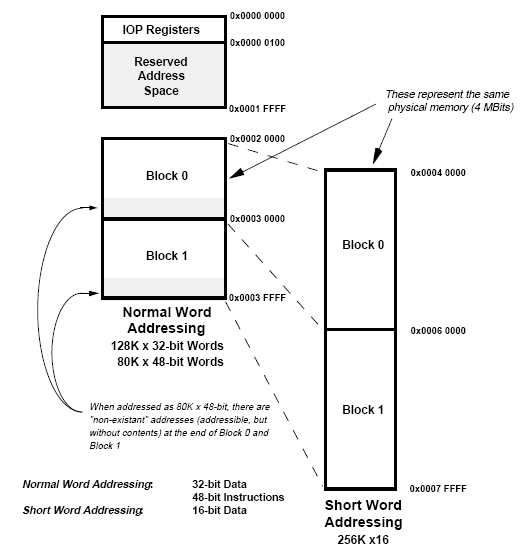 0x0000 0000
IOP Registers
0x0000 0100
Reserved
Address
Space
0x0001 FFFF
These represent the same
physical memory (4 MBits)
0x0002 0000
Block 0
0x0003 0000
Block 1
0x0003 FFFF
Normal Word
Addressing
128K x 32-bit Words
80K x 48-bit Words
0x0004 0000
Block 0
0x0006 0000
Block 1
0x0007 FFFF
Short Word
Addressing
256K x16
When addressed as 80K x 48-bit, there are
"non-existant" addresses (addressible, but
without contents) at the end of Block 0 and
Block 1
Normal Word Addressing: 32-bit Data
48-bit Instructions
Short Word Addressing: 16-bit Data